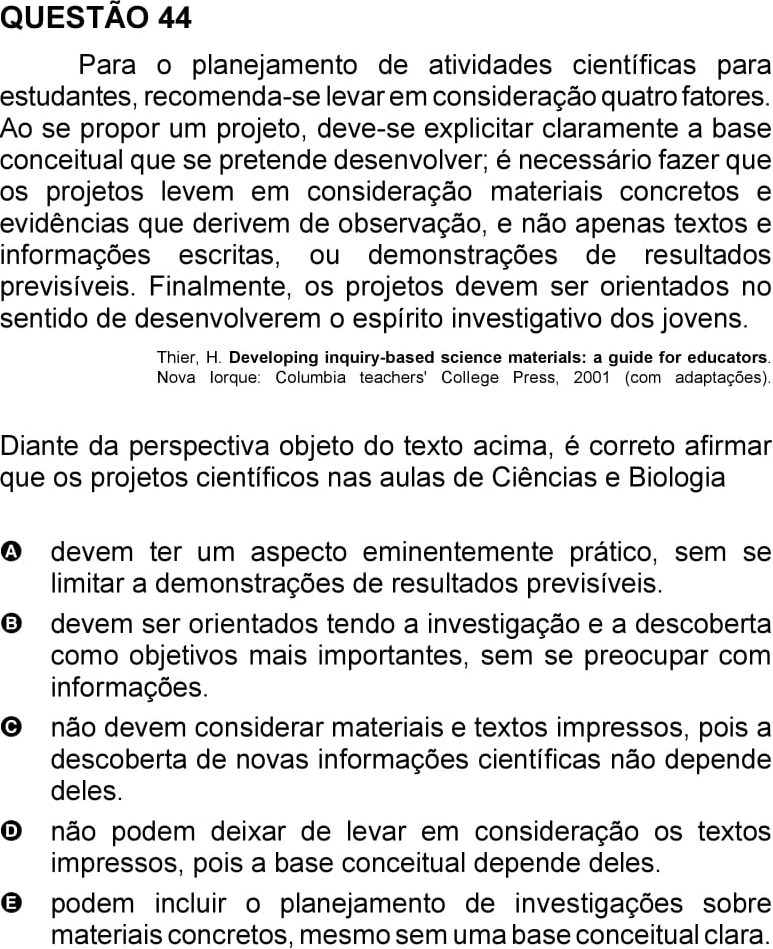 QUESTÃO 44
Para o planejamento de atividades científicas para
estudantes, recomenda-se levar em consideração quatro fatores.
Ao se propor um projeto, deve-se explicitar claramente a base
conceitual que se pretende desenvolver; é necessário fazer que
os projetos levem em consideração materiais concretos e
evidências que derivem de observação, e não apenas textos e
informações escritas, ou demonstrações de resultados
previsíveis. Finalmente, os projetos devem ser orientados no
sentido de desenvolverem o espírito investigativo dos jovens.
Thier, H. Developing inquiry-based science materials: a guide for educators.
Nova Iorque: Columbia teachers' College Press, 2001 (com adaptações).
Diante da perspectiva objeto do texto acima, é correto afirmar
que os projetos científicos nas aulas de Ciências e Biologia
A devem ter um aspecto eminentemente prático, sem se
limitar a demonstrações de resultados previsíveis.
B devem ser orientados tendo a investigação e a descoberta
como objetivos mais importantes, sem se preocupar com
informações.
C não devem considerar materiais e textos impressos, pois a
descoberta de novas informações científicas não depende
deles.
D não podem deixar de levar em consideração os textos
impressos, pois a base conceitual depende deles.
E podem incluir o planejamento de investigações sobre
materiais concretos, mesmo sem uma base conceitual clara.